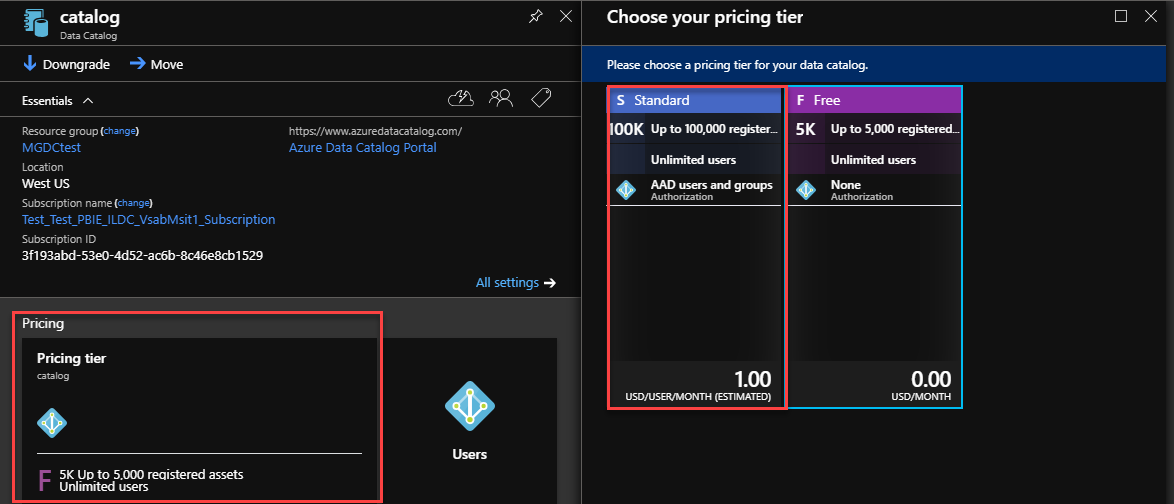 catalog
Data Catalog
Downgrade Move
Essentials
Resource group (change)
MGDCtest
https://www.azuredatacatalog.com/
Azure Data Catalog Portal
Location
West US
Subscription name (change)
Test_Test_PBIE_ILDC_VsabMsit1_Subscription
Subscription ID
3f193abd-53e0-4d52-ac6b-8c46e8cb1529
All settings
Pricing
Pricing tier
catalog
F 5K Up to 5,000 registered assets
Unlimited users
Users
Choose your pricing tier
Please choose a pricing tier for your data catalog.
S Standard
100K Up to 100,000 register...
Unlimited users
AAD users and groups
Authorization
1.00
USD/USER/MONTH (ESTIMATED)
F Free
5K Up to 5,000 registered...
Unlimited users
None
Authorization
0.00
USD/MONTH